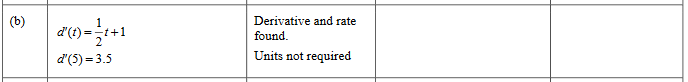 (b)
d'(t) = 1/2 t + 1
d'(5) = 3.5
Derivative and rate
found.
Units not required